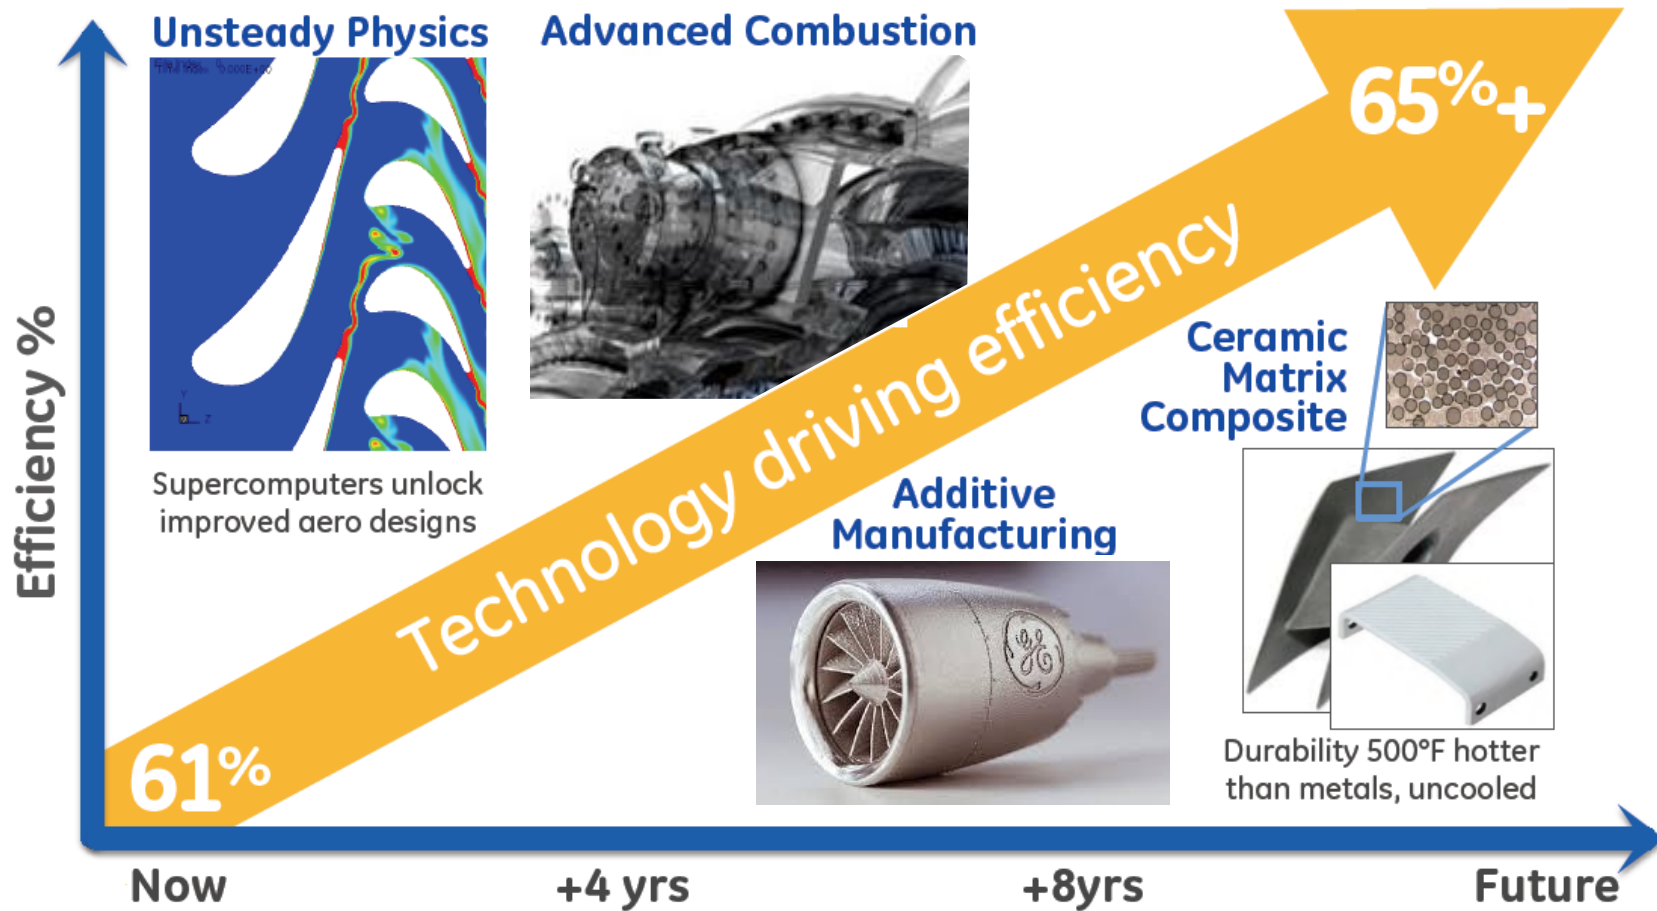 Unsteady Physics
Advanced Combustion
65%+
Efficiency %
Technology driving efficiency
Supercomputers unlock
improved aero designs
Ceramic
Matrix
Composite
Additive
Manufacturing
GE
Durability 500°F hotter
than metals, uncooled
61%
Y
Z
Now
+4 yrs
+8yrs
Future